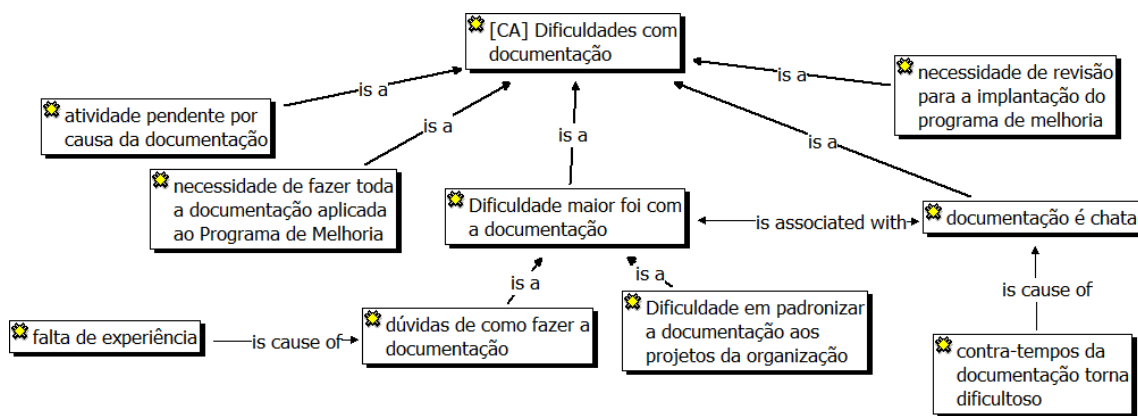 [CA] Dificuldades com
documentação
is a
necessidade de revisão
para a implantação do
programa de melhoria
is a
atividade pendente por
causa da documentação
is a
is a
is a
necessidade de fazer toda
a documentação aplicada
ao Programa de Melhoria
Dificuldade maior foi com
a documentação
is associated with
documentação é chata
is a
is a
is cause of
falta de experiência
is cause of
dúvidas de como fazer a
documentação
Dificuldade em padronizar
a documentação aos
projetos da organização
contra-tempos da
documentação torna
dificultoso